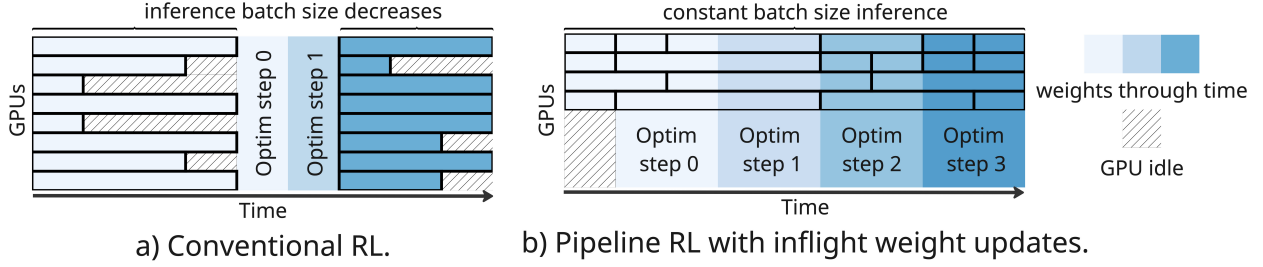 inference batch size decreases
GPUs
Optim step 0
Optim step 1
Time
a) Conventional RL.
constant batch size inference
GPUs
Optim
step 0
Optim
step 1
Optim
step 2
Optim
step 3
Time
b) Pipeline RL with inflight weight updates.
weights through time
GPU idle